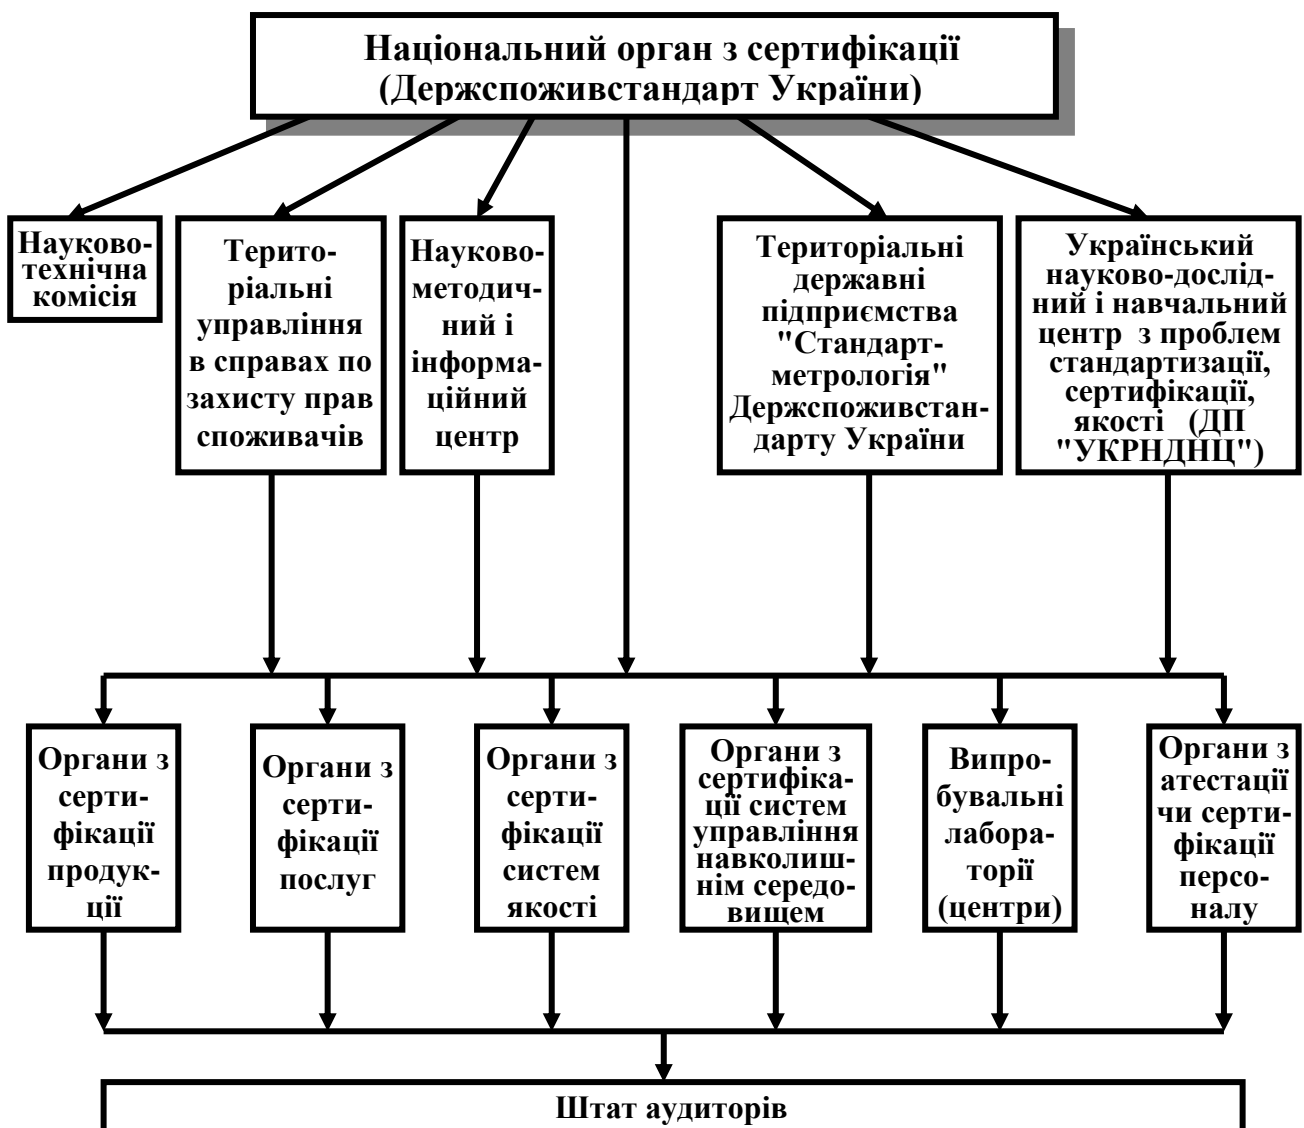 Національний орган з сертифікації
(Держспоживстандарт України)
Науково-
технічна
комісія
Терито-
ріальні
управління
в справах по
захисту прав
споживачів
Науково-
методич-
ний і
інформа-
ційний
центр
Територіальні
державні
підприємства
"Стандарт-
метрологія"
Держспоживстан-
дарту України
Український
науково-дослід-
ний і навчальний
центр з проблем
стандартизації,
сертифікації,
якості (ДП
"УКРНДНЦ")
Органи з
серти-
фікації
продук-
ції
Органи з
серти-
фікації
послуг
Органи з
серти-
фікації
систем
якості
Органи з
сертифіка-
ції систем
управління
навколиш-
нім середо-
вищем
Випро-
бувальні
лабора-
торії
(центри)
Органи з
атестації
чи серти-
фікації
персо-
налу
Штат аудиторів